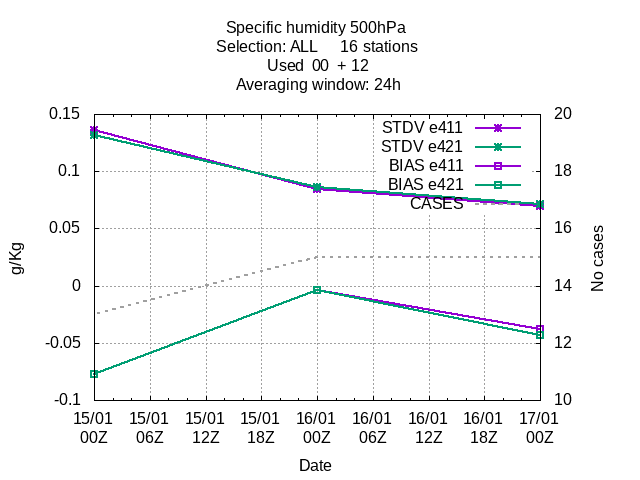 Specific humidity 500hPa
Selection: ALL     16 stations
Used  00  + 12
Averaging window: 24h
0.15
0.1
0.05
0
-0.05
-0.1
g/Kg
20
18
16
14
12
10
No cases
STDV e411
STDV e421
BIAS e411
BIAS e421
CASES
15/01 15/01 15/01 15/01 16/01 16/01 16/01 16/01 17/01
00Z 06Z 12Z 18Z 00Z 06Z 12Z 18Z 00Z
Date